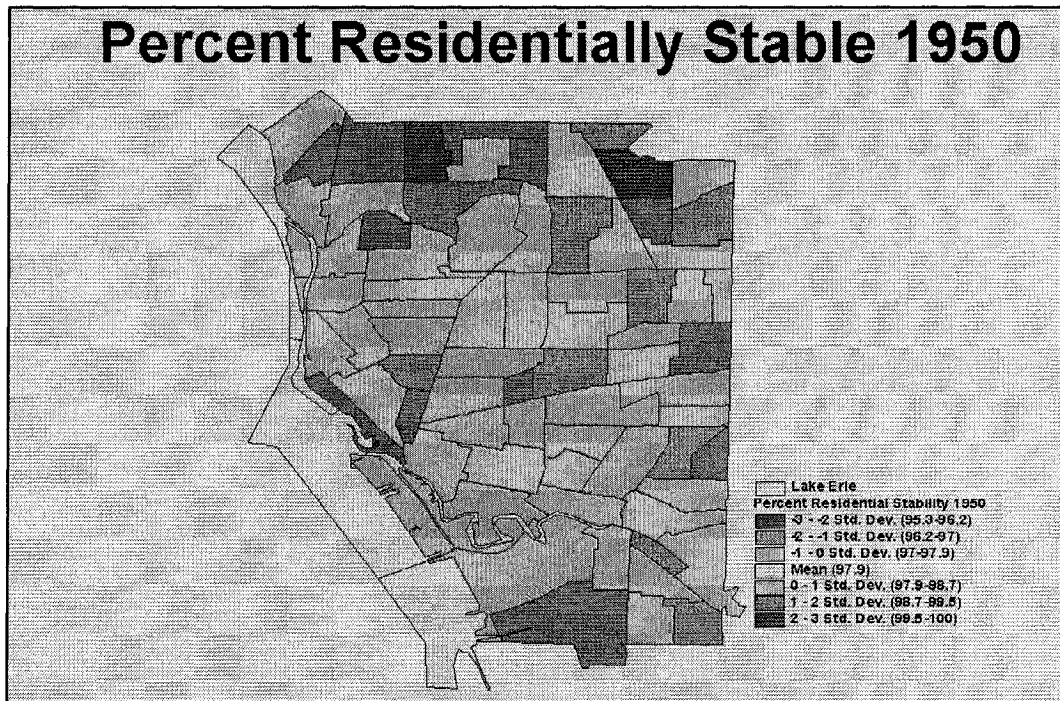 Percent Residentially Stable 1950
Lake Erie
Percent Residential Stability 1950
-3 - -2 Std. Dev. (95.3-96.2)
-2 - -1 Std. Dev. (96.2-97)
-1 - 0 Std. Dev. (97-97.9)
Mean (97.9)
0 - 1 Std. Dev. (97.9-98.7)
1 - 2 Std. Dev. (98.7-99.5)
2 - 3 Std. Dev. (99.5-100)